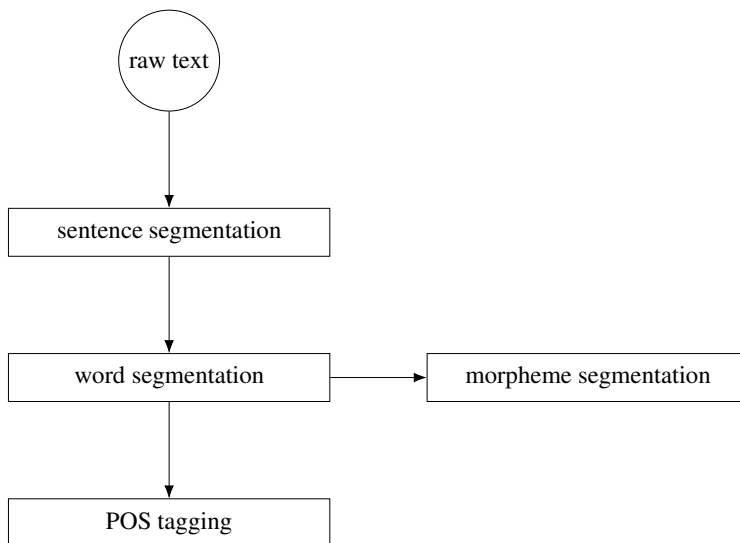 raw text
sentence segmentation
word segmentation
morpheme segmentation
POS tagging